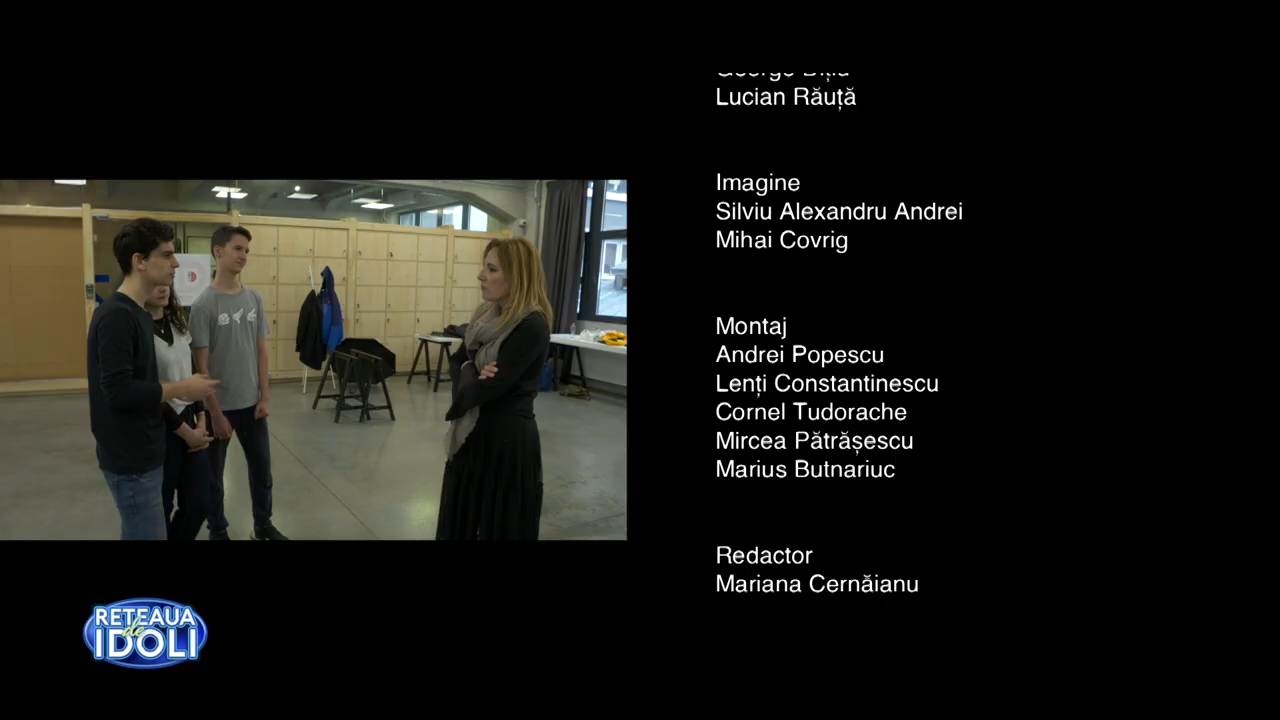 Lucian Răuță
Imagine
Silviu Alexandru Andrei
Mihai Covrig
Montaj
Andrei Popescu
Lenți Constantinescu
Cornel Tudorache
Mircea Pătrășescu
Marius Butnariuc
Redactor
Mariana Cernăianu
REȚEAUA
de
IDOLI